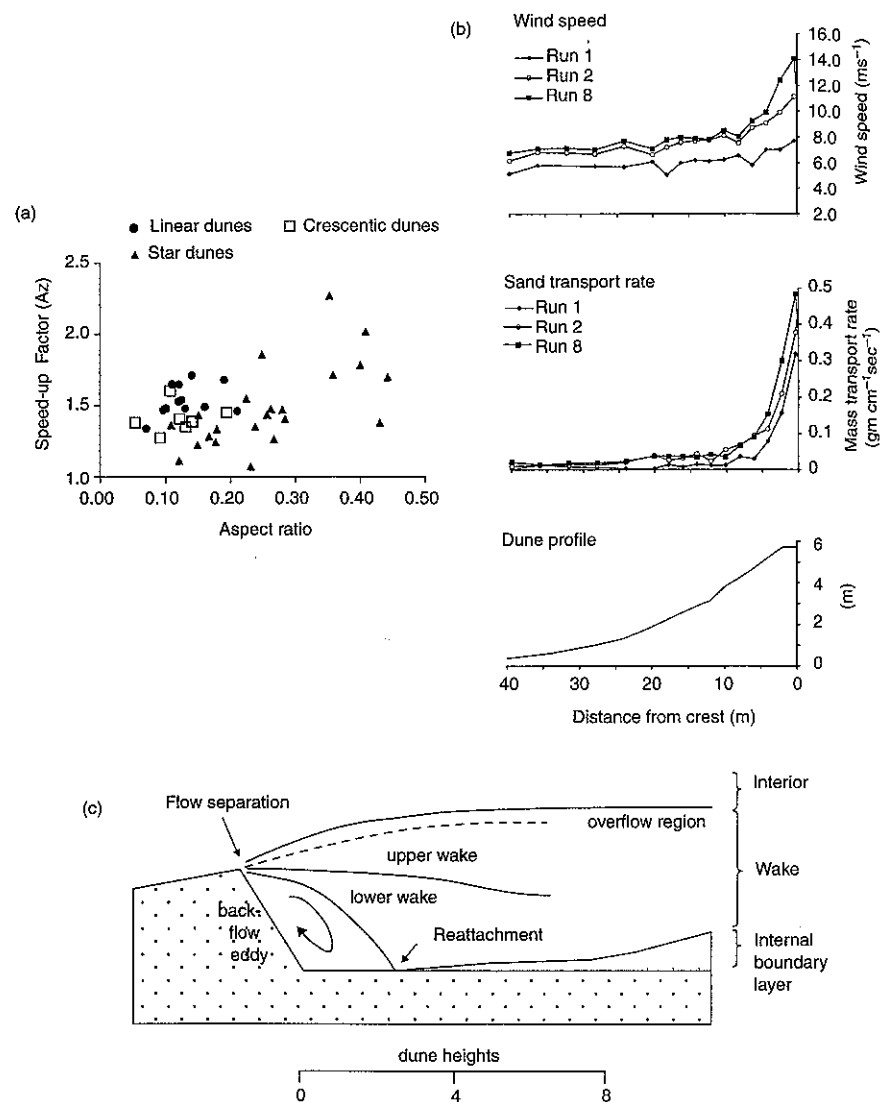 (a)
Linear dunes
Crescentic dunes
Star dunes
2.5
2.0
1.5
1.0
Speed-up Factor (Az)
0.00 0.10 0.20 0.30 0.40 0.50
Aspect ratio
(b)
Wind speed
Run 1
Run 2
Run 8
16.0
14.0
12.0
10.0
8.0
6.0
4.0
2.0
Wind speed (ms⁻¹)
Sand transport rate
Run 1
Run 2
Run 8
0.5
0.4
0.3
0.2
0.1
0
Mass transport rate
(gm cm⁻¹sec⁻¹)
Dune profile
6
4
2
0
(m)
40 30 20 10 0
Distance from crest (m)
(c)
Flow separation
Interior
overflow region
upper wake
Wake
lower wake
back-
flow
eddy
Reattachment
Internal
boundary
layer
dune heights
0 4 8